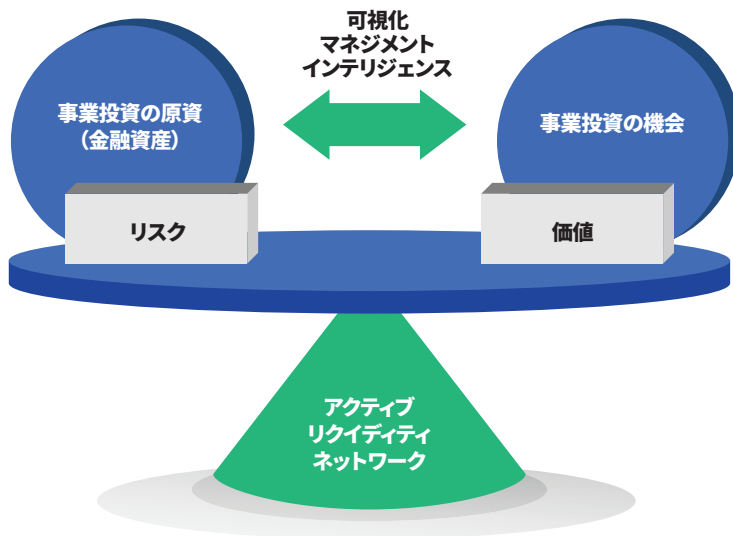 可視化
マネジメント
インテリジェンス
事業投資の原資
（金融資産）
事業投資の機会
リスク
価値
アクティブ
リクイディティ
ネットワーク